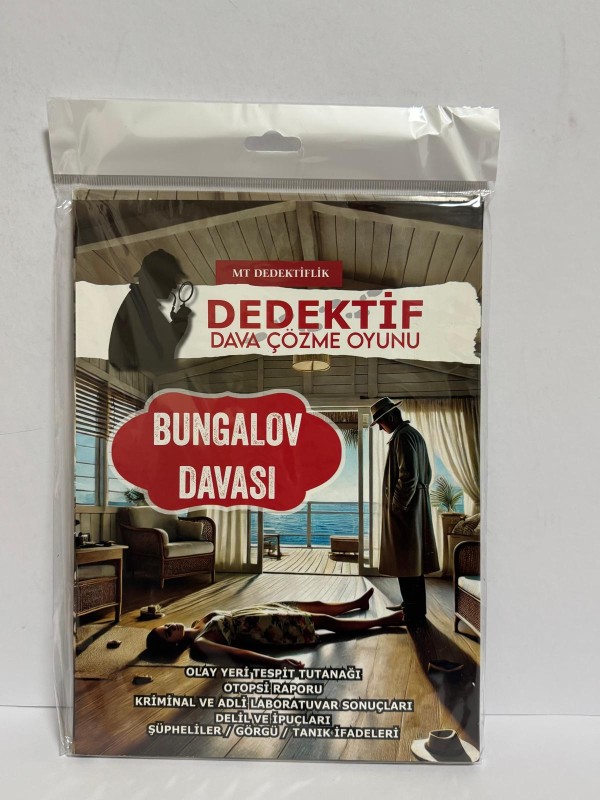 MT DEDEKTİFLİK
DEDEKTİF
DAVA ÇÖZME OYUNU
BUNGALOV
DAVASI
OLAY YERİ TESPİT TUTANAĞI
OTOPSİ RAPORU
KRİMİNAL VE ADLİ LABORATUVAR SONUÇLARI
DELİL VE İPUÇLARI
ŞÜPHELİLER / GÖRGÜ / TANIK İFADELERİ